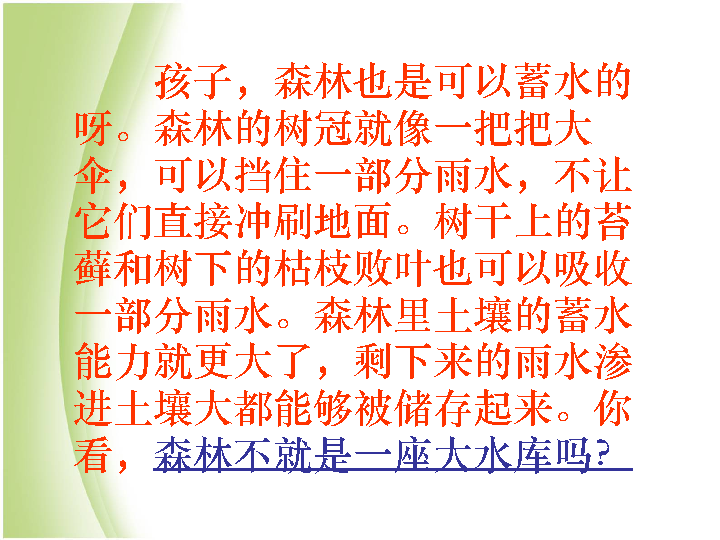 孩子，森林也是可以蓄水的
呀。森林的树冠就像一把把大
伞，可以挡住一部分雨水，不让
它们直接冲刷地面。树干上的苔
藓和树下的枯枝败叶也可以吸收
一部分雨水。森林里土壤的蓄水
能力就更大了，剩下来的雨水渗
进土壤大都能够被储存起来。你
看，森林不就是一座大水库吗？